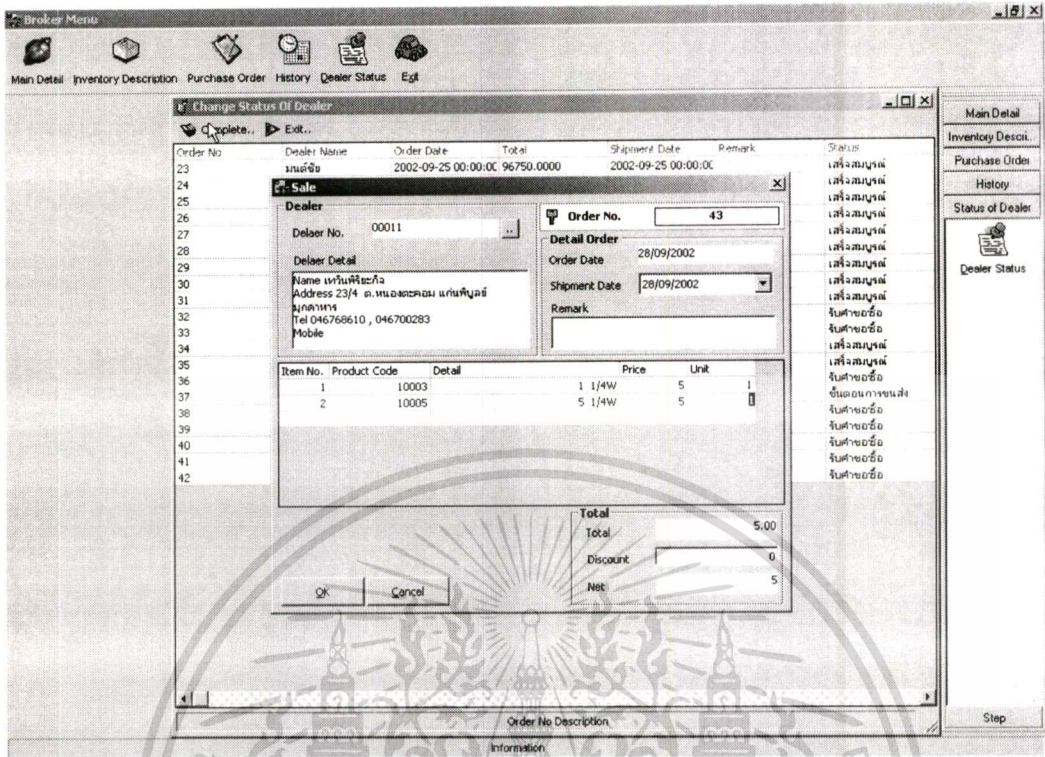 Broker Menu
Main Detail Inventory Description Purchase Order History Dealer Status Exit
Change Status Of Dealer
Complete.. Exit..
Order No Dealer Name Order Date Total Shipment Date Remark Status
23 มนต์ชัย 2002-09-25 00:00:0C 96750.0000 2002-09-25 00:00:0C เสร็จสมบูรณ์
24 เสร็จสมบูรณ์
25 เสร็จสมบูรณ์
26 เสร็จสมบูรณ์
27 เสร็จสมบูรณ์
28 เสร็จสมบูรณ์
29 เสร็จสมบูรณ์
30 เสร็จสมบูรณ์
31 เสร็จสมบูรณ์
32 รับคำขอซื้อ
33 รับคำขอซื้อ
34 เสร็จสมบูรณ์
35 เสร็จสมบูรณ์
36 รับคำขอซื้อ
37 ขั้นตอนการขนส่ง
38 รับคำขอซื้อ
39 รับคำขอซื้อ
40 รับคำขอซื้อ
41 รับคำขอซื้อ
42 รับคำขอซื้อ
Sale
Dealer
Delaer No. 00011 ..
Delaer Detail
Name เทวินพิริยะกิจ
Address 23/4 ต.หนองตะคอม แก่นพิบูลย์
มุกดาหาร
Tel 046768610 , 046700283
Mobile
Order No. 43
Detail Order
Order Date 28/09/2002
Shipment Date 28/09/2002
Remark
Item No. Product Code Detail Price Unit
1 10003 1 1/4W 5 1
2 10005 5 1/4W 5 1
Total
Total 5.00
Discount 0
Net 5
Ok Cancel
Order No Description
Information
Main Detail
Inventory Descri..
Purchase Order
History
Status of Dealer
Dealer Status
Step